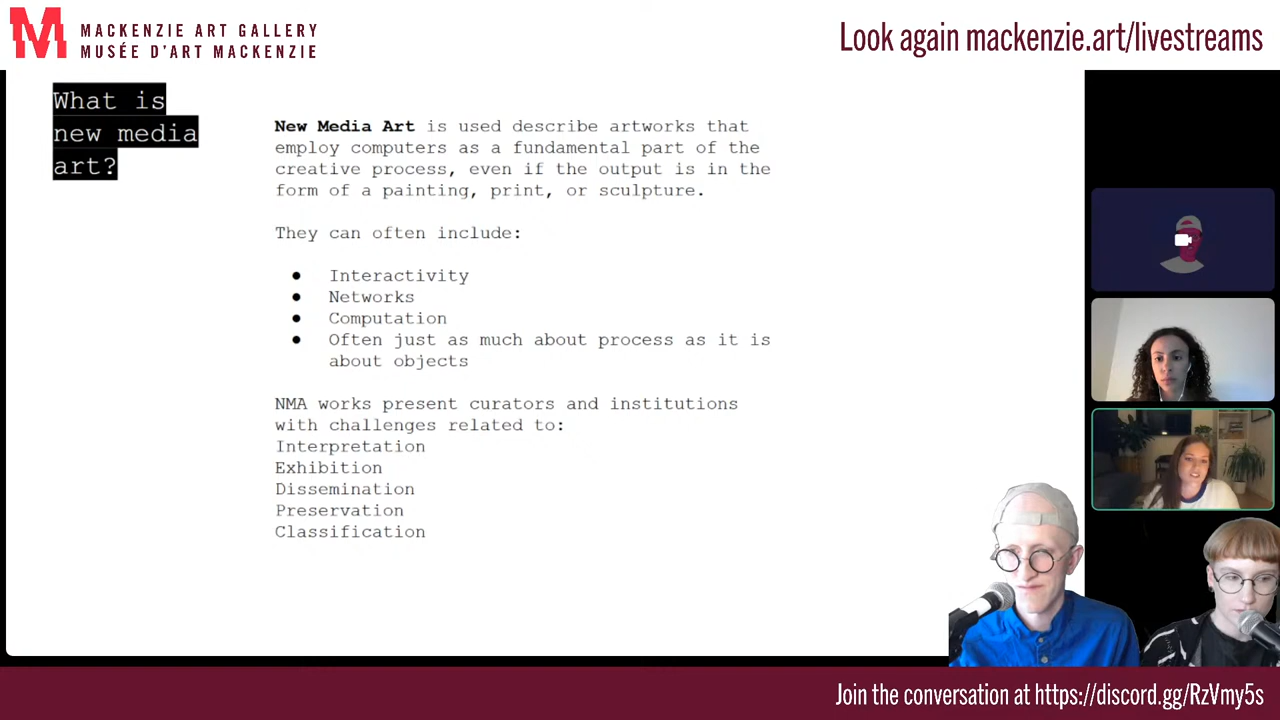 MACKENZIE ART GALLERY
MUSÉE D'ART MACKENZIE
Look again mackenzie.art/livestreams
What is
new media
art?
New Media Art is used describe artworks that
employ computers as a fundamental part of the
creative process, even if the output is in the
form of a painting, print, or sculpture.
They can often include:
● Interactivity
● Networks
● Computation
● Often just as much about process as it is
about objects
NMA works present curators and institutions
with challenges related to:
Interpretation
Exhibition
Dissemination
Preservation
Classification
Join the conversation at https://discord.gg/RzVmy5s